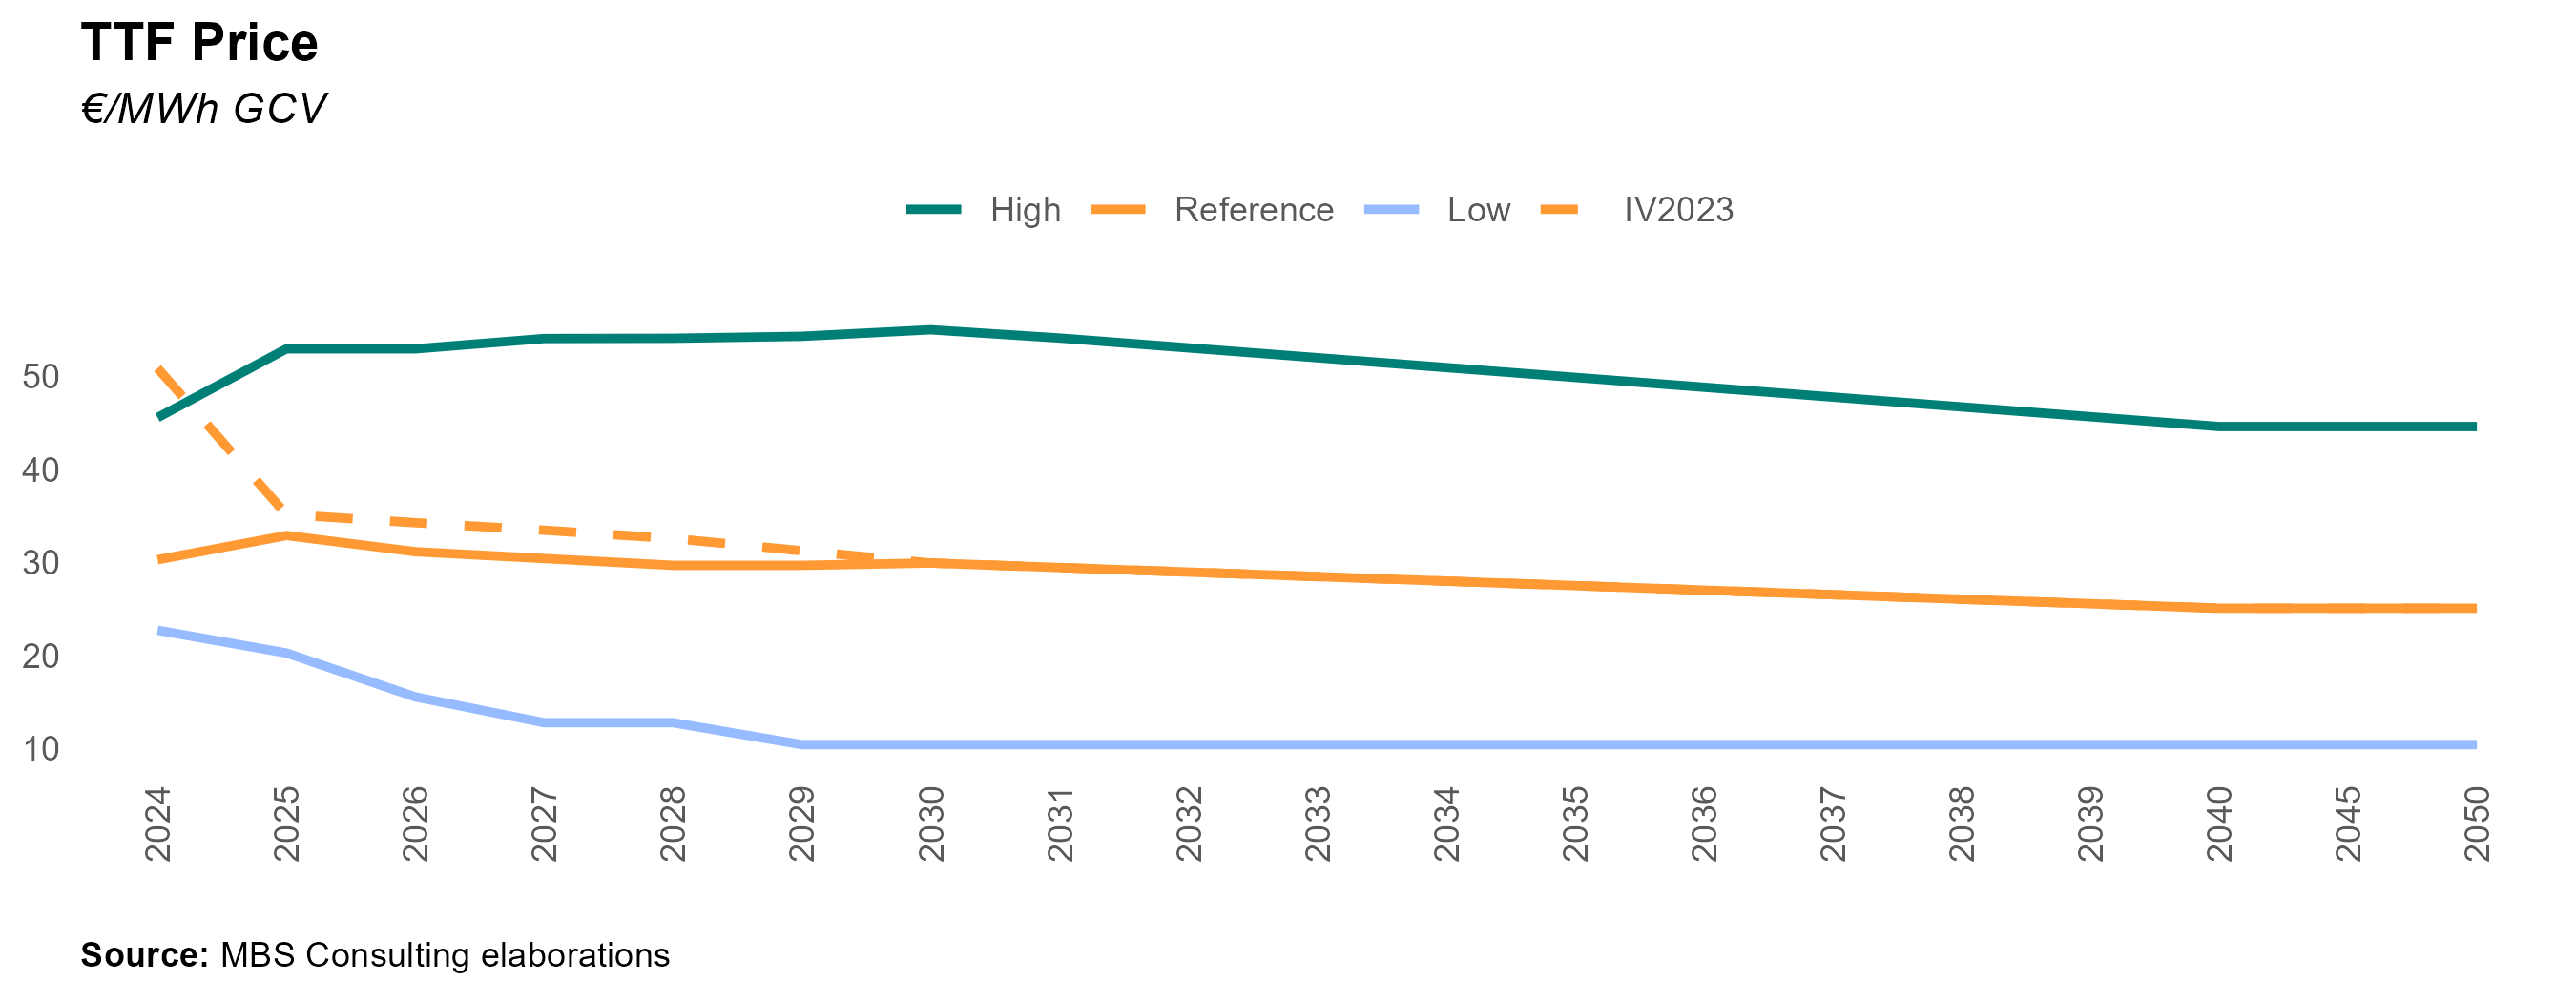 TTF Price
€/MWh GCV
High Reference Low IV2023
50
40
30
20
10
2024 2025 2026 2027 2028 2029 2030 2031 2032 2033 2034 2035 2036 2037 2038 2039 2040 2045 2050
Source: MBS Consulting elaborations